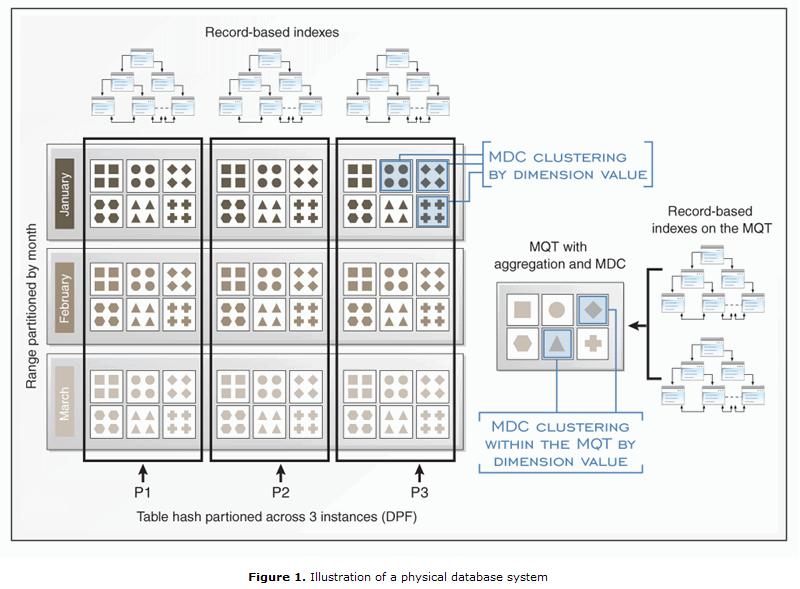 Record-based indexes
Range partitioned by month
January
February
March
MDC CLUSTERING
BY DIMENSION VALUE
MQT with
aggregation and MDC
Record-based
indexes on the MQT
MDC CLUSTERING
WITHIN THE MQT BY
DIMENSION VALUE
P1
P2
P3
Table hash partioned across 3 instances (DPF)
Figure 1. Illustration of a physical database system